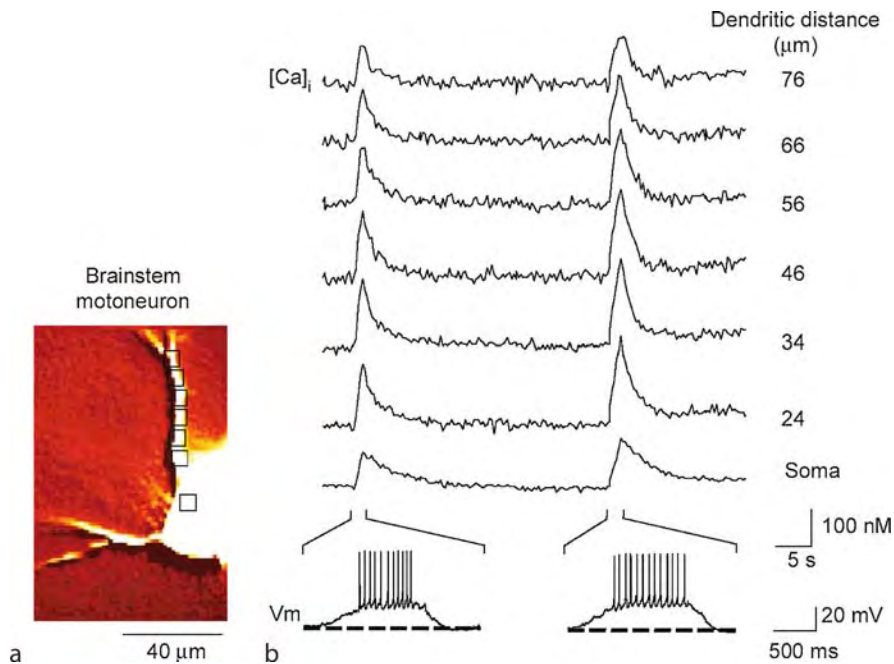 Dendritic distance
(μm)
[Ca]i
76
66
56
46
34
24
Soma
Brainstem
motoneuron
100 nM
5 s
Vm
20 mV
500 ms
a
40 μm
b